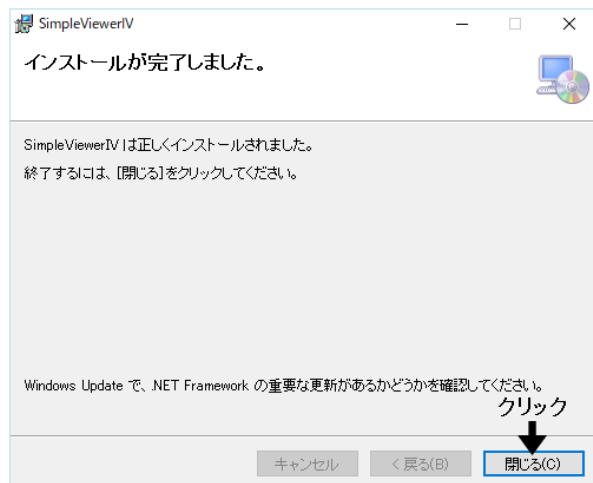 SimpleViewerIV
インストールが完了しました。
SimpleViewerIV は正しくインストールされました。
終了するには、[閉じる]をクリックしてください。
Windows Update で、.NET Framework の重要な更新があるかどうかを確認してください。
クリック
キャンセル < 戻る(B) 閉じる(C)